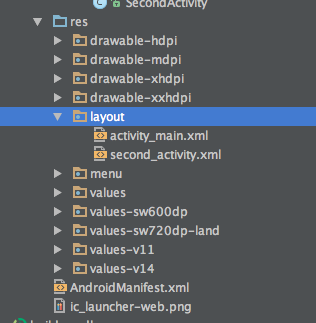 SecondActivity
res
drawable-hdpi
drawable-mdpi
drawable-xhdpi
drawable-xxhdpi
layout
activity_main.xml
second_activity.xml
menu
values
values-sw600dp
values-sw720dp-land
values-v11
values-v14
AndroidManifest.xml
ic_launcher-web.png